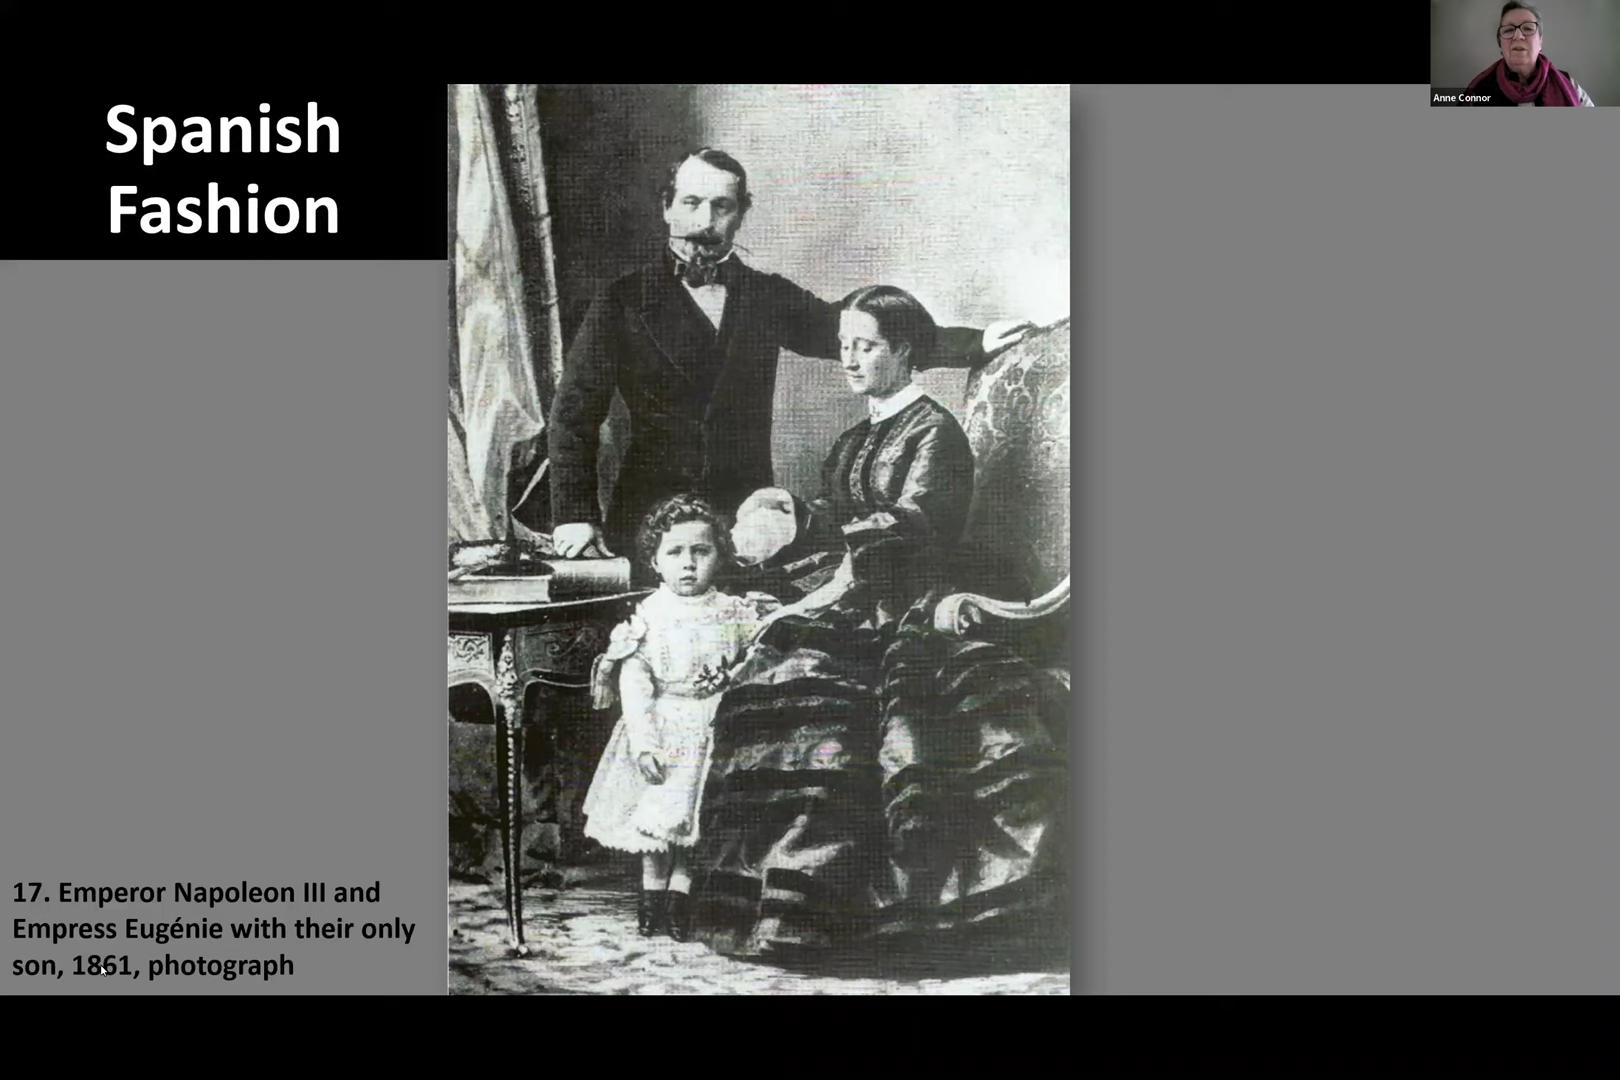 Spanish
Fashion
Anne Connor
17. Emperor Napoleon III and
Empress Eugénie with their only
son, 1861, photograph